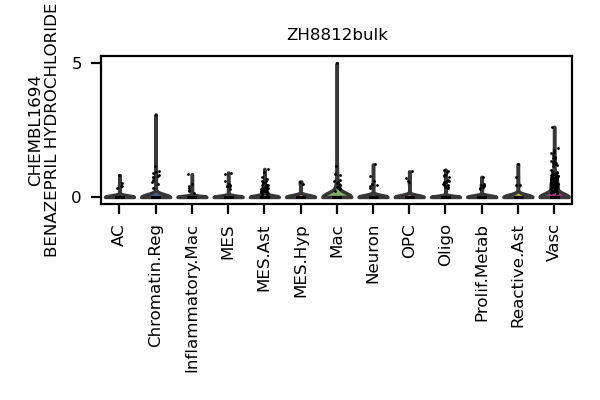 ZH8812bulk
CHEMBL1694
BENAZEPRIL HYDROCHLORIDE
5
0
AC
Chromatin.Reg
Inflammatory.Mac
MES
MES.Ast
MES.Hyp
Mac
Neuron
OPC
Oligo
Prolif.Metab
Reactive.Ast
Vasc